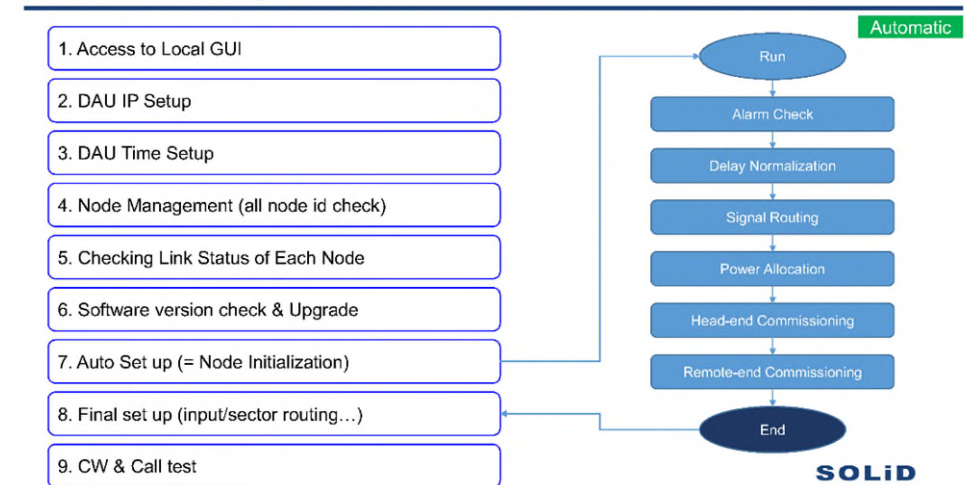 1. Access to Local GUI
2. DAU IP Setup
3. DAU Time Setup
4. Node Management (all node id check)
5. Checking Link Status of Each Node
6. Software version check & Upgrade
7. Auto Set up (= Node Initialization)
8. Final set up (input/sector routing…)
9. CW & Call test
Automatic
Run
Alarm Check
Delay Normalization
Signal Routing
Power Allocation
Head-end Commissioning
Remote-end Commissioning
End
SOLiD